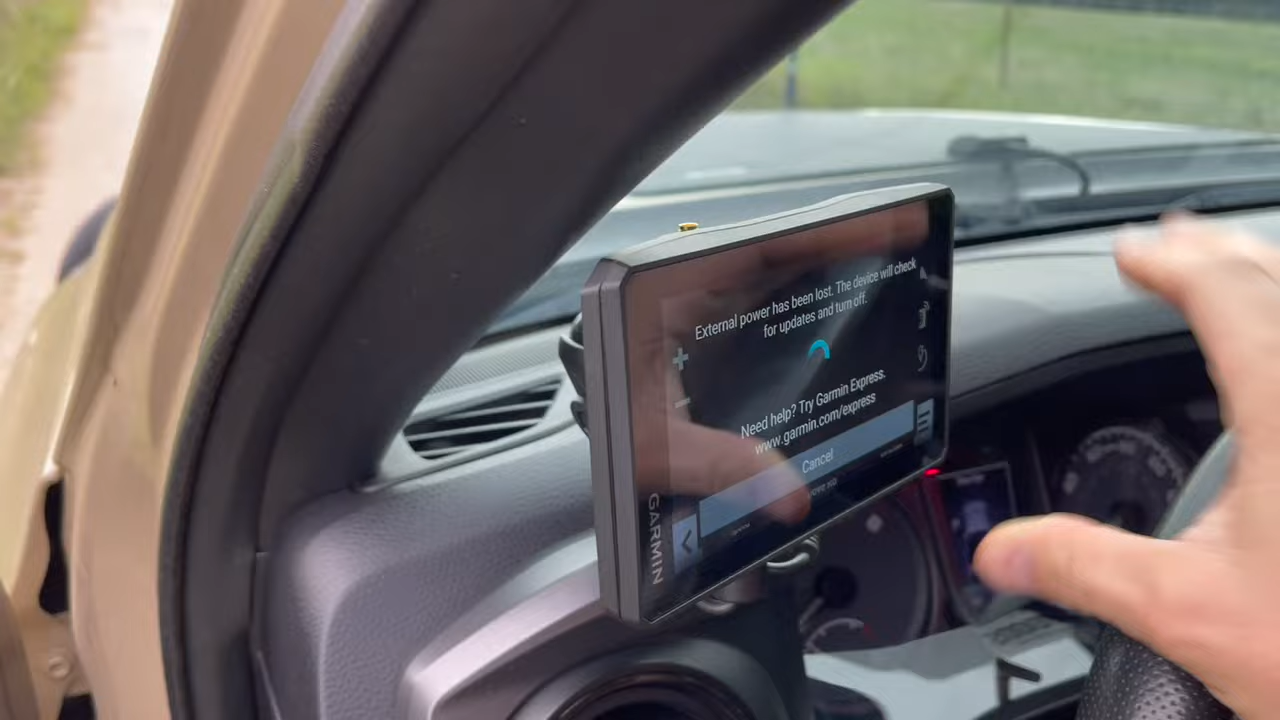 External power has been lost. The device will check
for updates and turn off.
Need help? Try Garmin Express.
www.garmin.com/express
Cancel
GARMIN